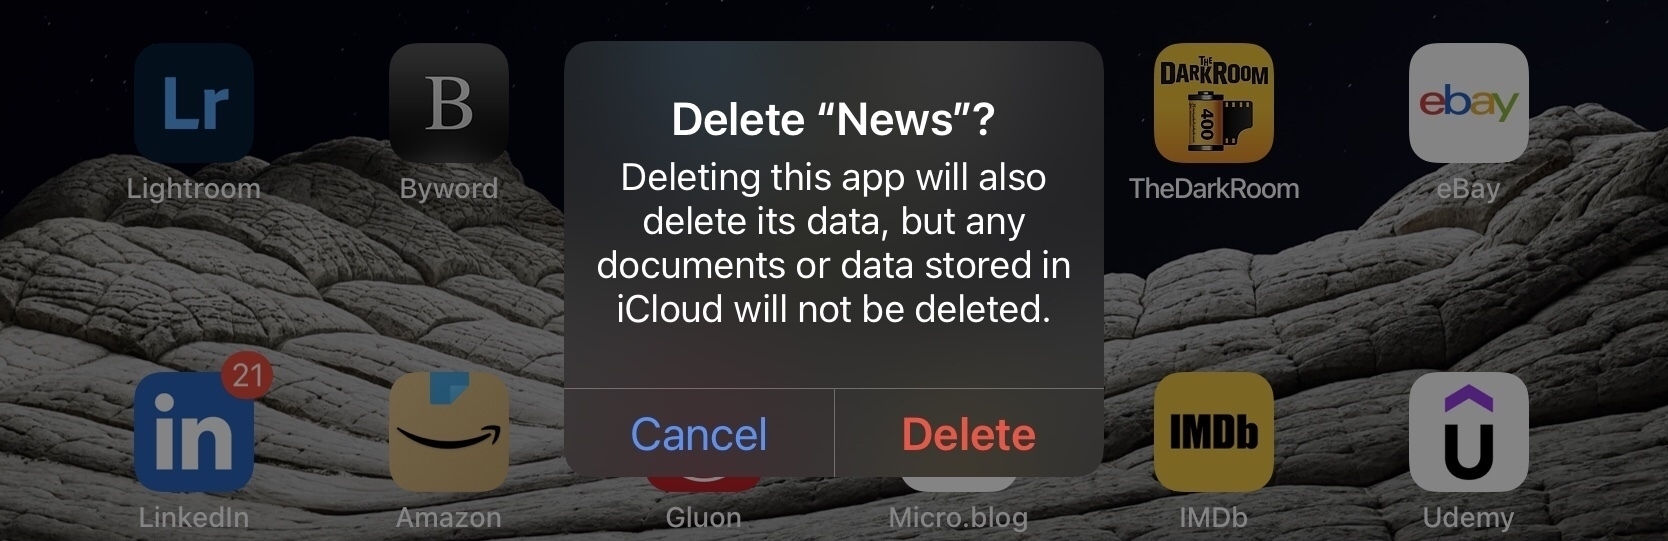 Lr
B
Delete “News”?
Deleting this app will also
delete its data, but any
documents or data stored in
iCloud will not be deleted.
Cancel
Delete
THE
DARKROOM
400
ebay
Lightroom
Byword
TheDarkRoom
eBay
21
in
IMDb
U
LinkedIn
Amazon
Gluon
Micro.blog
IMDb
Udemy